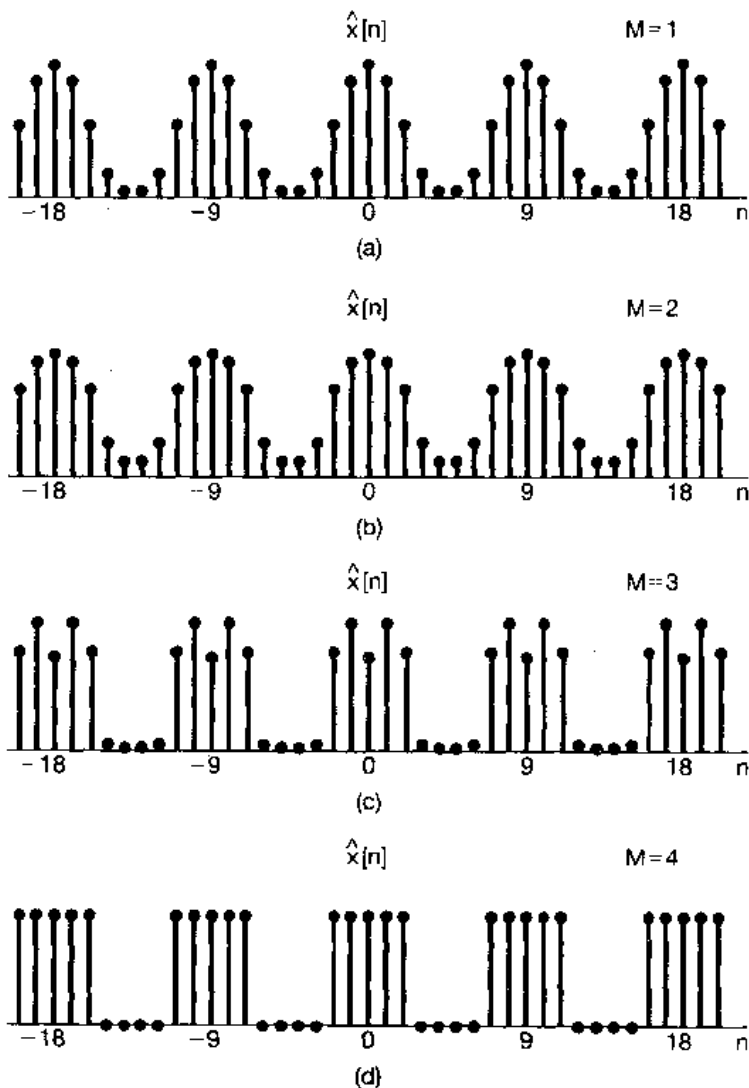 x̂[n] M=1
−18 −9 0 9 18 n
(a)
x̂[n] M=2
−18 −9 0 9 18 n
(b)
x̂[n] M=3
−18 −9 0 9 18 n
(c)
x̂[n] M=4
−18 −9 0 9 18 n
(d)